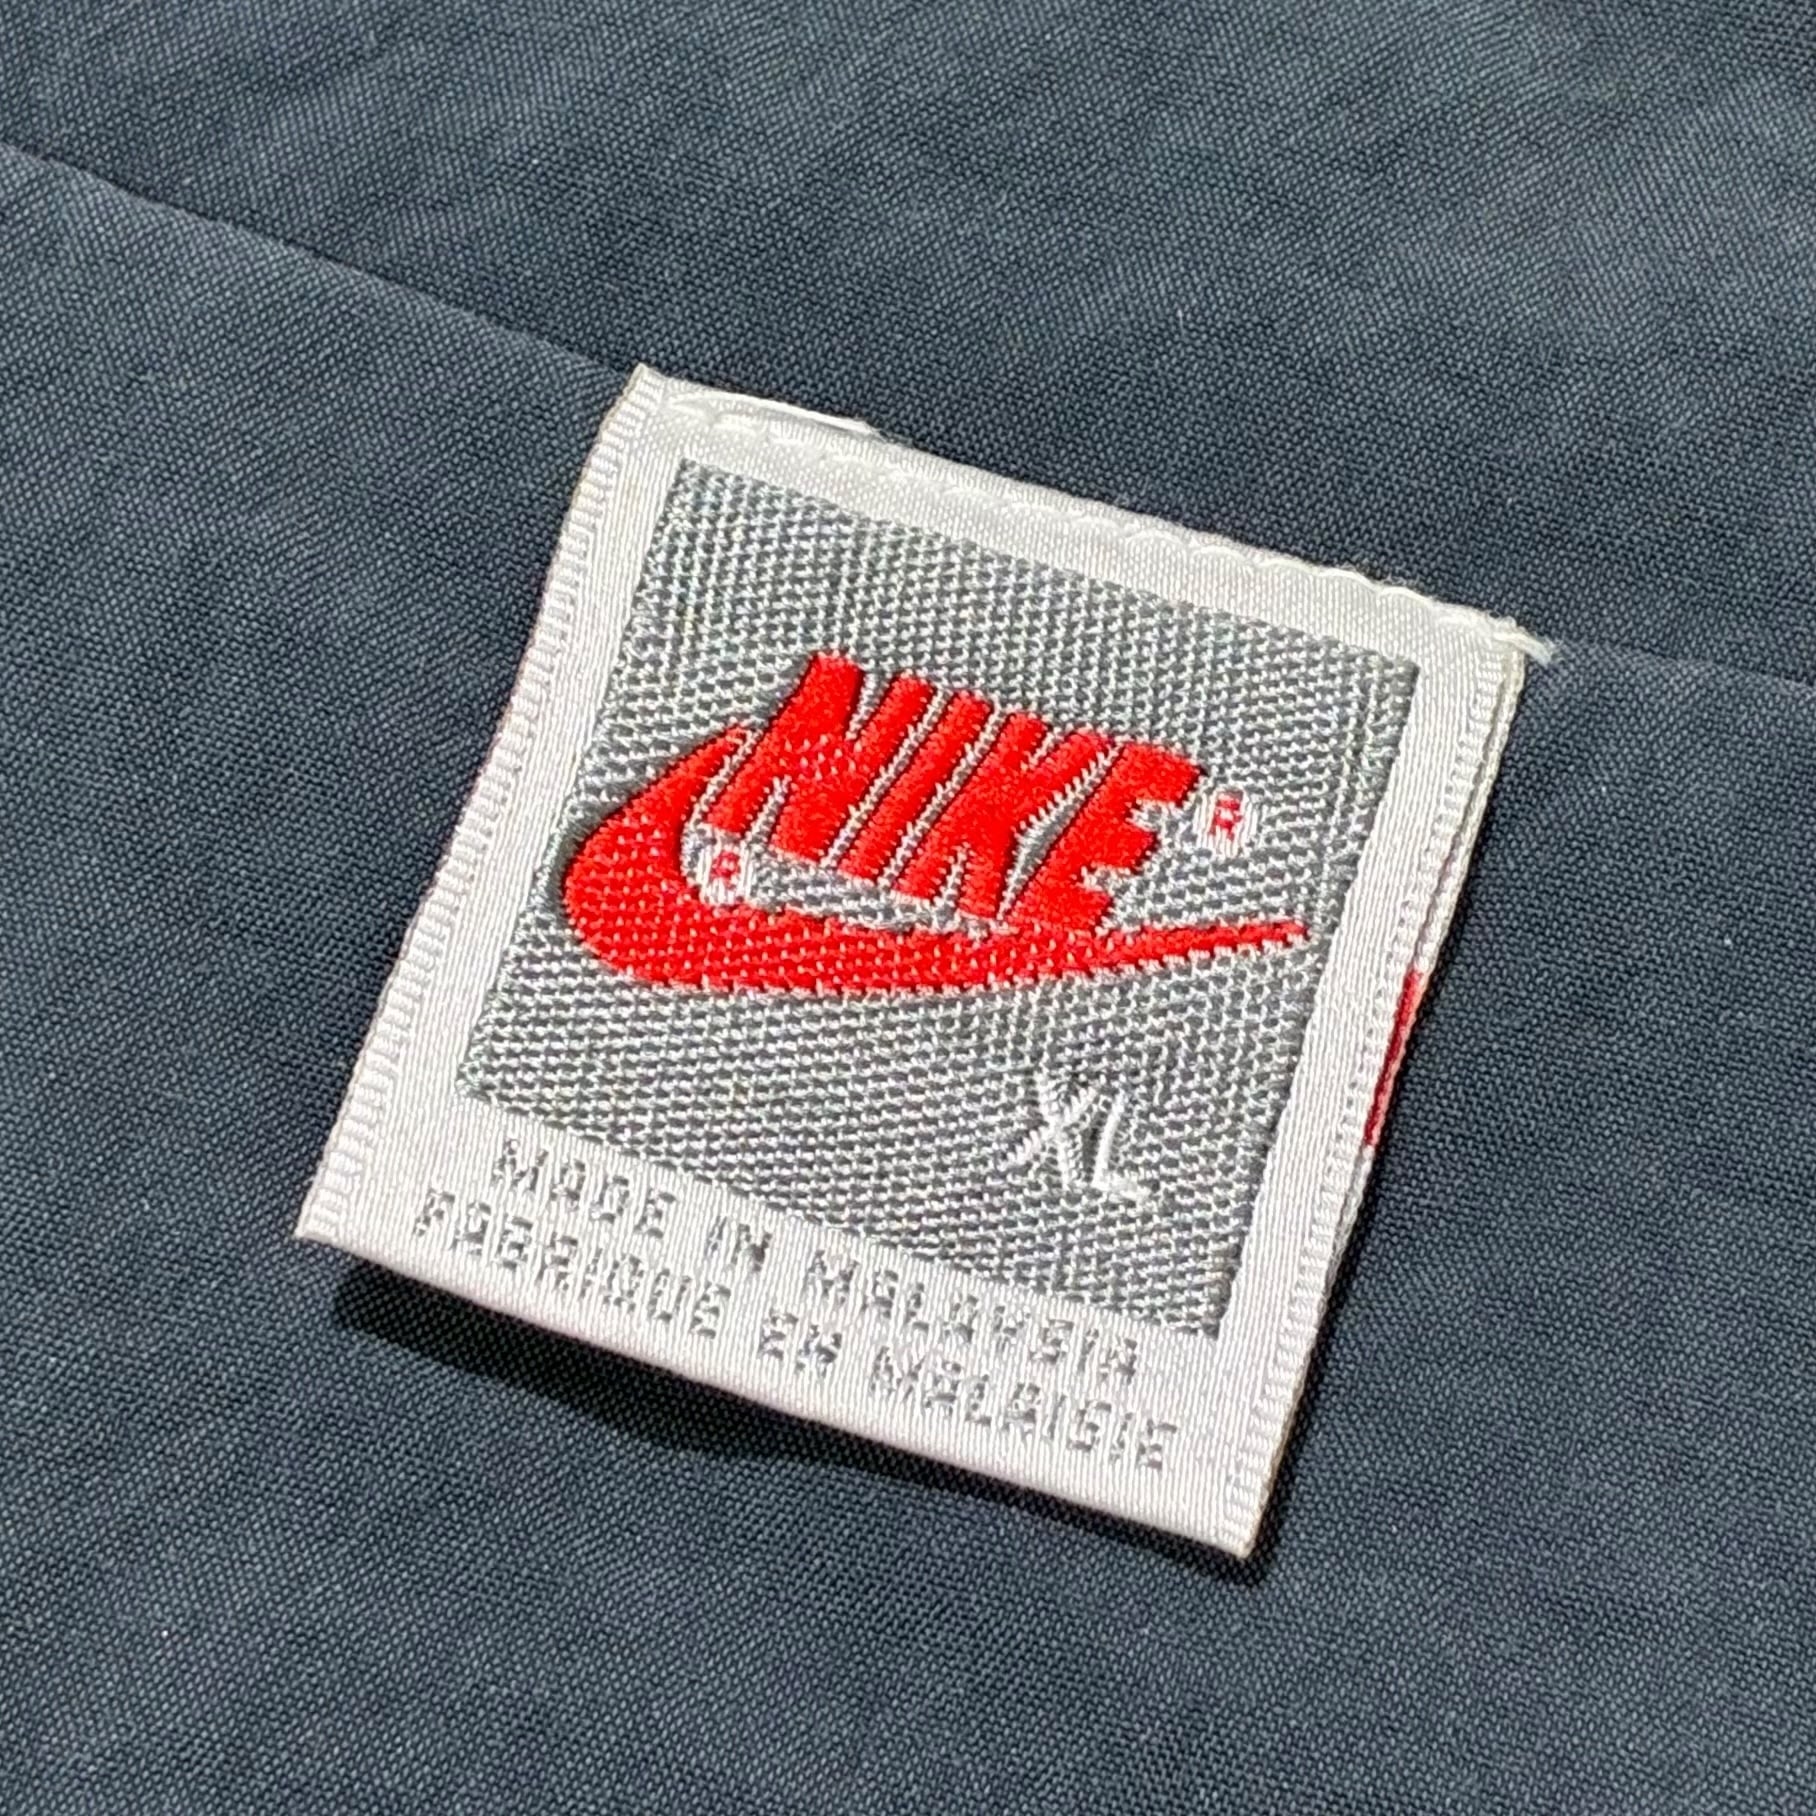 NIKE®
®
XL
MADE IN MALAYSIA
FABRIQUE EN MALAISIE